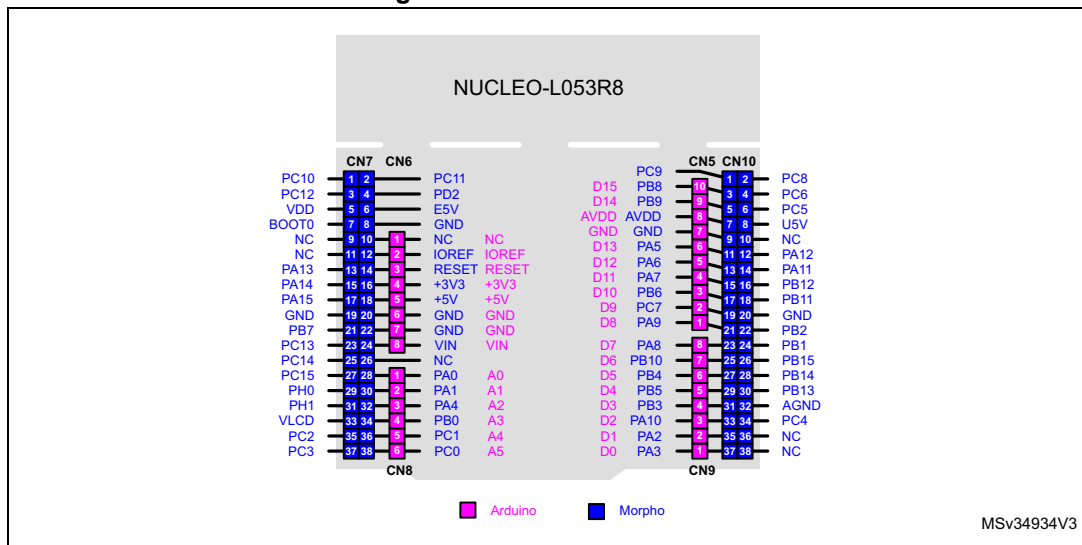 NUCLEO-L053R8
CN7 CN6 CN5 CN10
PC9
PC10 1 2 PC11 1 2 PC8
D15 PB8 10
PC12 3 4 PD2 3 4 PC6
D14 PB9 9
VDD 5 6 E5V 5 6 PC5
AVDD AVDD 8
BOOT0 7 8 GND 7 8 U5V
GND GND 7
NC 9 10 1 NC NC 9 10 NC
D13 PA5 6
NC 11 12 2 IOREF IOREF 11 12 PA12
D12 PA6 5
PA13 13 14 3 RESET RESET 13 14 PA11
D11 PA7 4
PA14 15 16 4 +3V3 +3V3 15 16 PB12
D10 PB6 3
PA15 17 18 5 +5V +5V 17 18 PB11
D9 PC7 2
GND 19 20 6 GND GND 19 20 GND
D8 PA9 1
PB7 21 22 7 GND GND 21 22 PB2
PC13 23 24 8 VIN VIN D7 PA8 8 23 24 PB1
PC14 25 26 NC D6 PB10 7 25 26 PB15
PC15 27 28 1 PA0 A0 D5 PB4 6 27 28 PB14
PH0 29 30 2 PA1 A1 D4 PB5 5 29 30 PB13
PH1 31 32 3 PA4 A2 D3 PB3 4 31 32 AGND
VLCD 33 34 4 PB0 A3 D2 PA10 3 33 34 PC4
PC2 35 36 5 PC1 A4 D1 PA2 2 35 36 NC
PC3 37 38 6 PC0 A5 D0 PA3 1 37 38 NC
CN8 CN9
Arduino Morpho
MSv34934V3